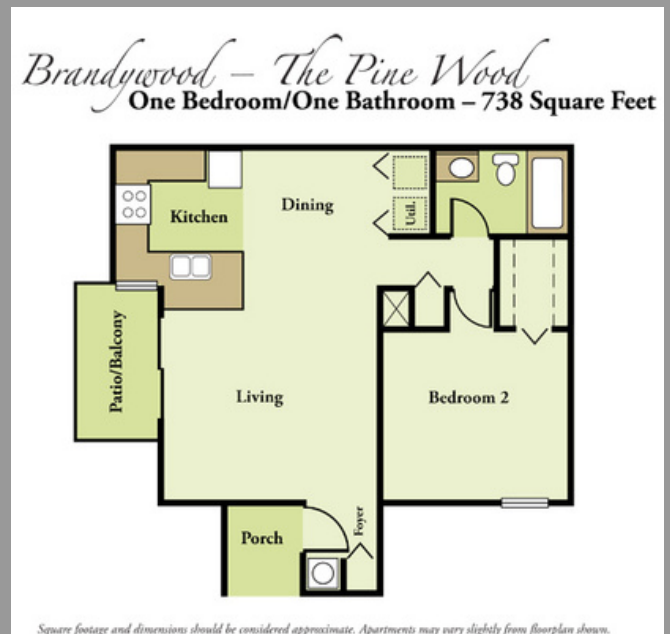 Brandywood – The Pine Wood
One Bedroom/One Bathroom – 738 Square Feet
Kitchen
Dining
Util.
Patio/Balcony
Living
Bedroom 2
Porch
Foyer
Square footage and dimensions should be considered approximate. Apartments may vary slightly from floorplan shown.